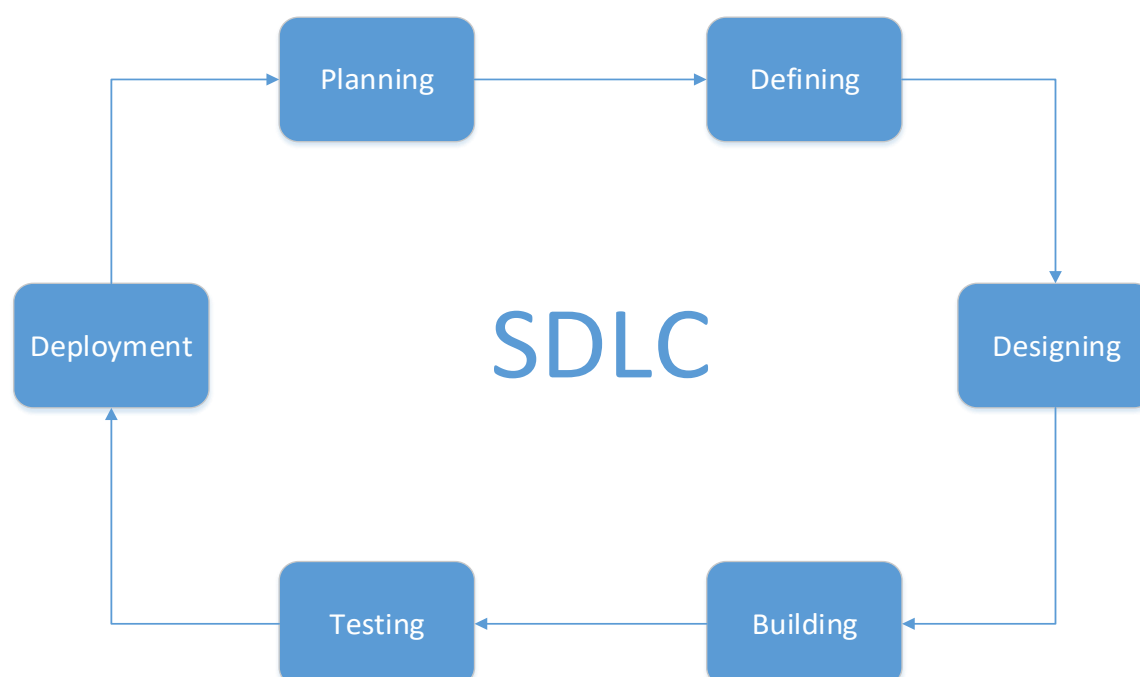 Planning
Defining
Deployment
SDLC
Designing
Testing
Building